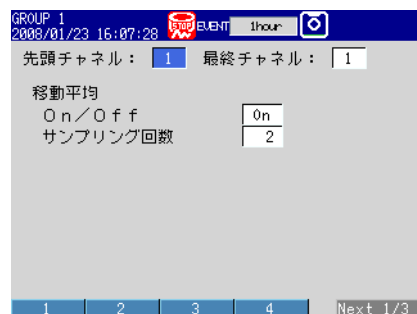 GROUP 1
2008/01/23 16:07:28 STOP EVENT 1hour
先頭チャネル： 1 最終チャネル： 1
移動平均
Ｏｎ／Ｏｆｆ On
サンプリング回数 2
1 2 3 4 Next 1/3